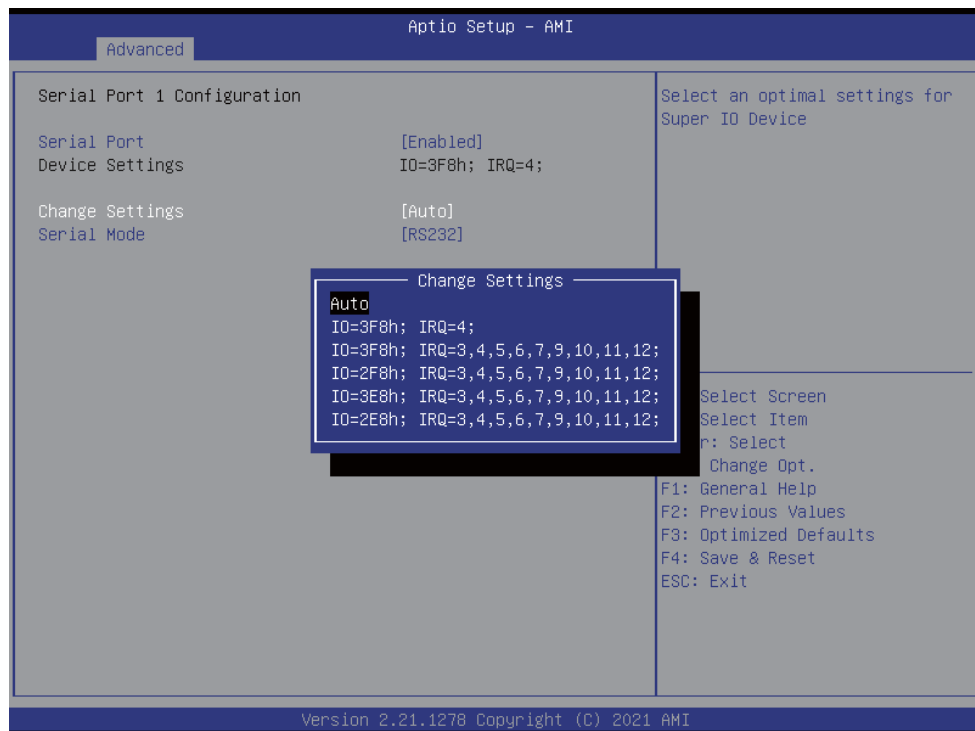 Aptio Setup – AMI
Advanced
Serial Port 1 Configuration
Serial Port [Enabled]
Device Settings IO=3F8h; IRQ=4;
Change Settings [Auto]
Serial Mode [RS232]
Select an optimal settings for
Super IO Device
Change Settings
Auto
IO=3F8h; IRQ=4;
IO=3F8h; IRQ=3,4,5,6,7,9,10,11,12;
IO=2F8h; IRQ=3,4,5,6,7,9,10,11,12;
IO=3E8h; IRQ=3,4,5,6,7,9,10,11,12;
IO=2E8h; IRQ=3,4,5,6,7,9,10,11,12;
Select Screen
Select Item
r: Select
Change Opt.
F1: General Help
F2: Previous Values
F3: Optimized Defaults
F4: Save & Reset
ESC: Exit
Version 2.21.1278 Copyright (C) 2021 AMI